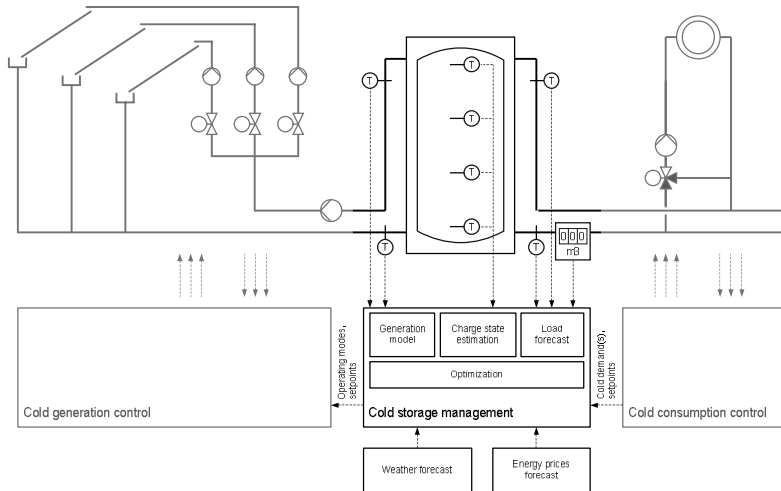 T
T
T
T
T
T
T
T
000
m3
Generation
model
Charge state
estimation
Load
forecast
Optimization
Operating modes,
setpoints
Cold demand(s),
setpoints
Cold generation control
Cold storage management
Cold consumption control
Weather forecast
Energy prices
forecast